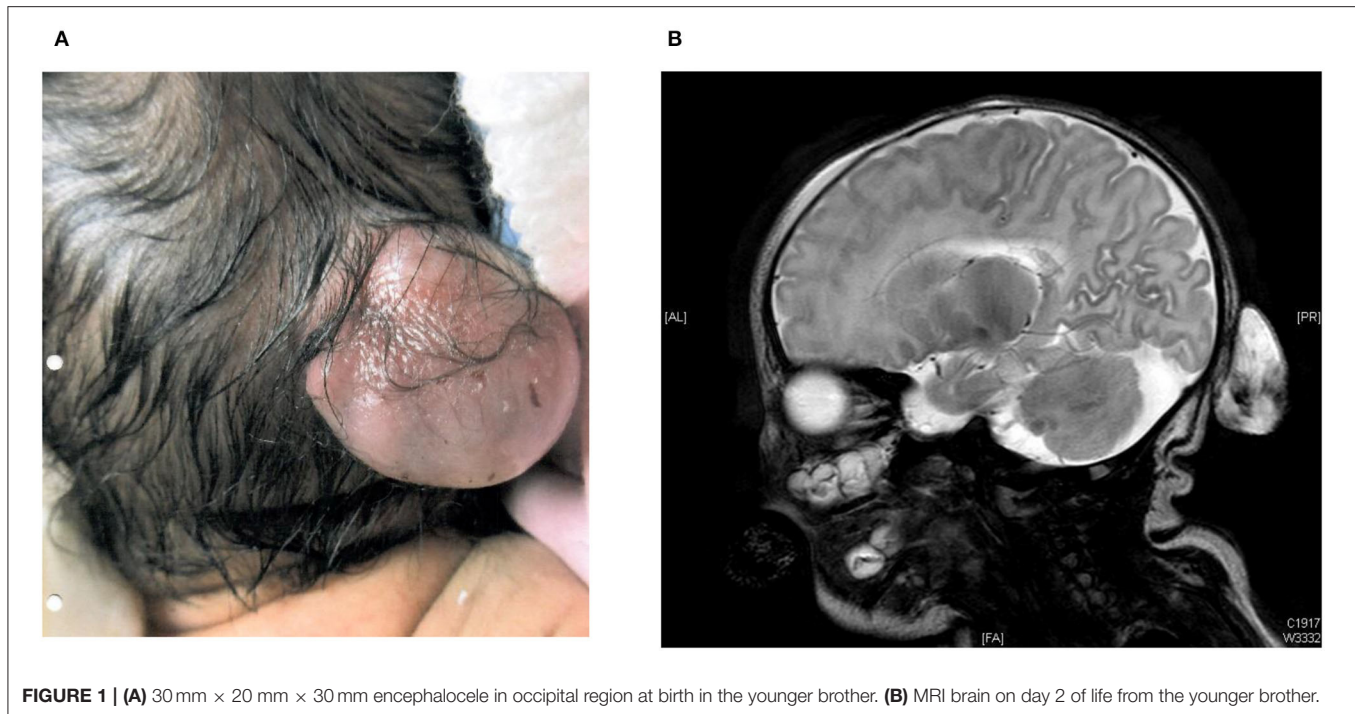 A
B
[AL]
[PR]
[FA]
C1917
W3332
FIGURE 1 | (A) 30 mm × 20 mm × 30 mm encephalocele in occipital region at birth in the younger brother. (B) MRI brain on day 2 of life from the younger brother.